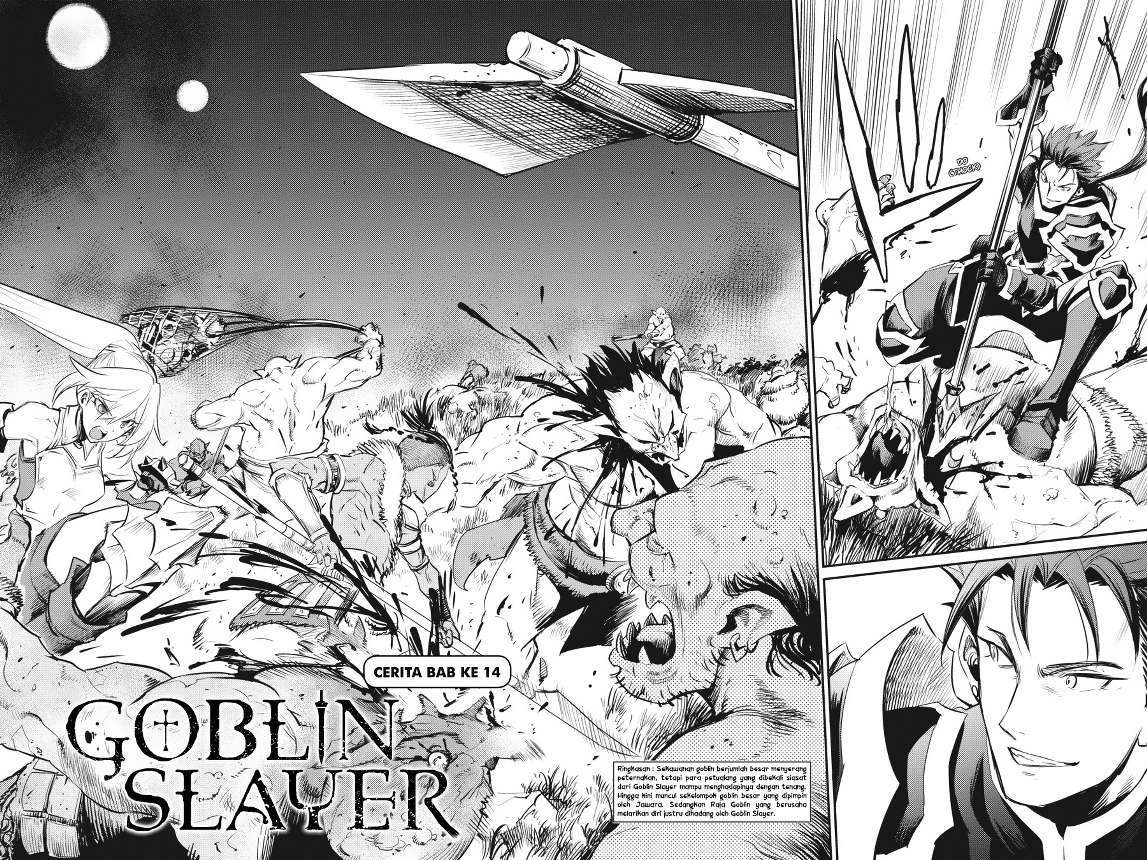 CERITA BAB KE 14
GOBLIN
SLAYER
Ringkasan : Sekawanan goblin berjumlah besar menyerang
peternakan, tetapi para petualang yang dibekali siasat
dari Goblin Slayer mampu menghadapinya dengan tenang.
Hingga kini muncul sekelompok goblin besar yang dipimpin
oleh Jawara. Sedangkan Raja Goblin yang berusaha
melarikan diri justru dihadang oleh Goblin Slayer.